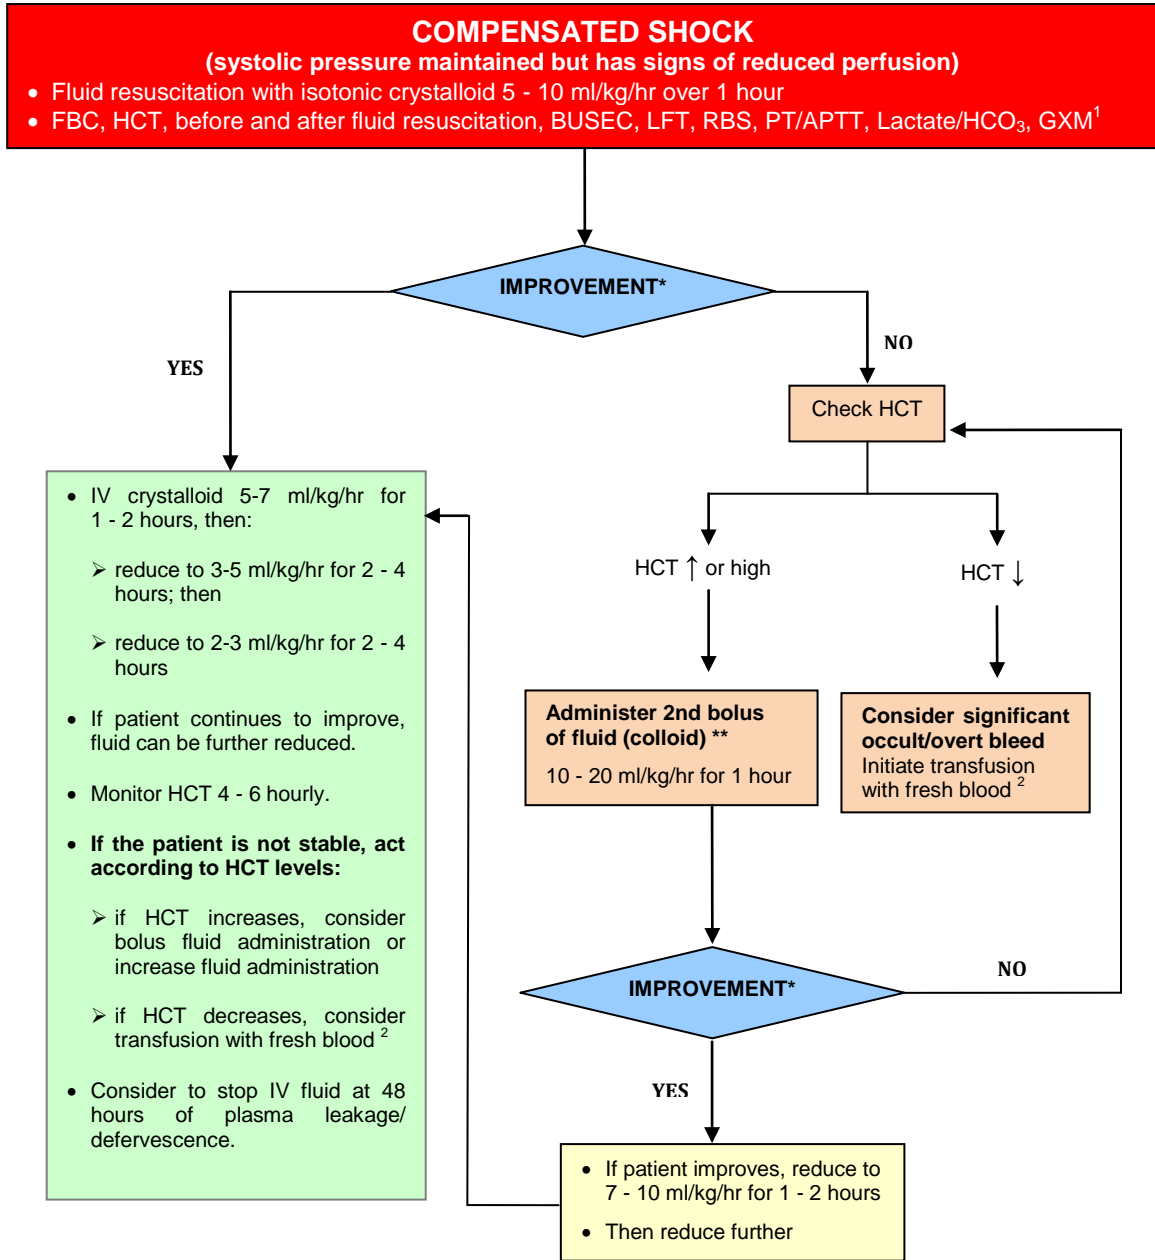 COMPENSATED SHOCK
(systolic pressure maintained but has signs of reduced perfusion)
• Fluid resuscitation with isotonic crystalloid 5 - 10 ml/kg/hr over 1 hour
• FBC, HCT, before and after fluid resuscitation, BUSEC, LFT, RBS, PT/APTT, Lactate/HCO₃, GXM¹
IMPROVEMENT*
YES
NO
Check HCT
• IV crystalloid 5-7 ml/kg/hr for
1 - 2 hours, then:
➢ reduce to 3-5 ml/kg/hr for 2 - 4
hours; then
➢ reduce to 2-3 ml/kg/hr for 2 - 4
hours
• If patient continues to improve,
fluid can be further reduced.
• Monitor HCT 4 - 6 hourly.
• If the patient is not stable, act
according to HCT levels:
➢ if HCT increases, consider
bolus fluid administration or
increase fluid administration
➢ if HCT decreases, consider
transfusion with fresh blood ²
• Consider to stop IV fluid at 48
hours of plasma leakage/
defervescence.
HCT ↑ or high
HCT ↓
Administer 2nd bolus
of fluid (colloid) **
10 - 20 ml/kg/hr for 1 hour
Consider significant
occult/overt bleed
Initiate transfusion
with fresh blood ²
IMPROVEMENT*
NO
YES
• If patient improves, reduce to
7 - 10 ml/kg/hr for 1 - 2 hours
• Then reduce further